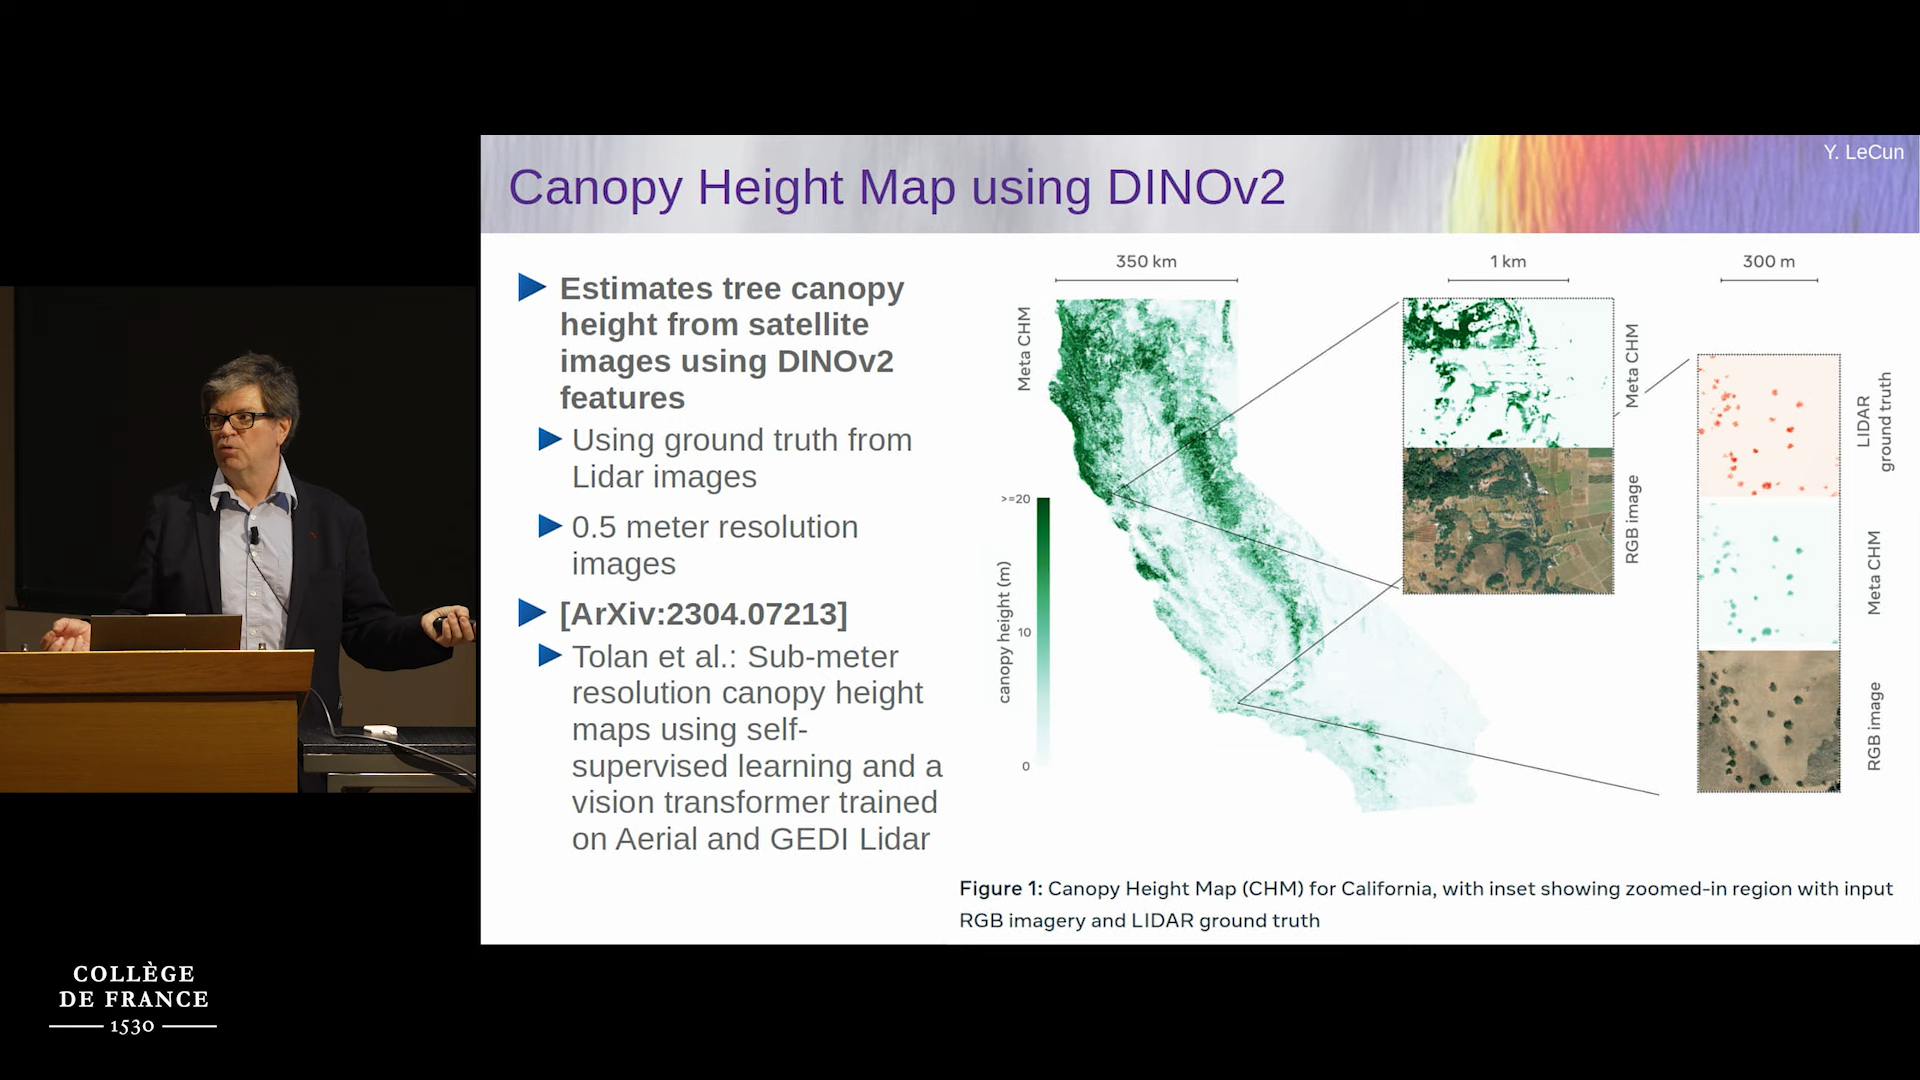 Y. LeCun
Canopy Height Map using DINOv2
Estimates tree canopy
height from satellite
images using DINOv2
features
Using ground truth from
Lidar images
0.5 meter resolution
images
[ArXiv:2304.07213]
Tolan et al.: Sub-meter
resolution canopy height
maps using self-
supervised learning and a
vision transformer trained
on Aerial and GEDI Lidar
350 km
1 km
300 m
Meta CHM
Meta CHM
RGB image
LIDAR
ground truth
Meta CHM
RGB image
canopy height (m)
>=20
10
0
Figure 1: Canopy Height Map (CHM) for California, with inset showing zoomed-in region with input
RGB imagery and LIDAR ground truth
COLLÈGE
DE FRANCE
1530